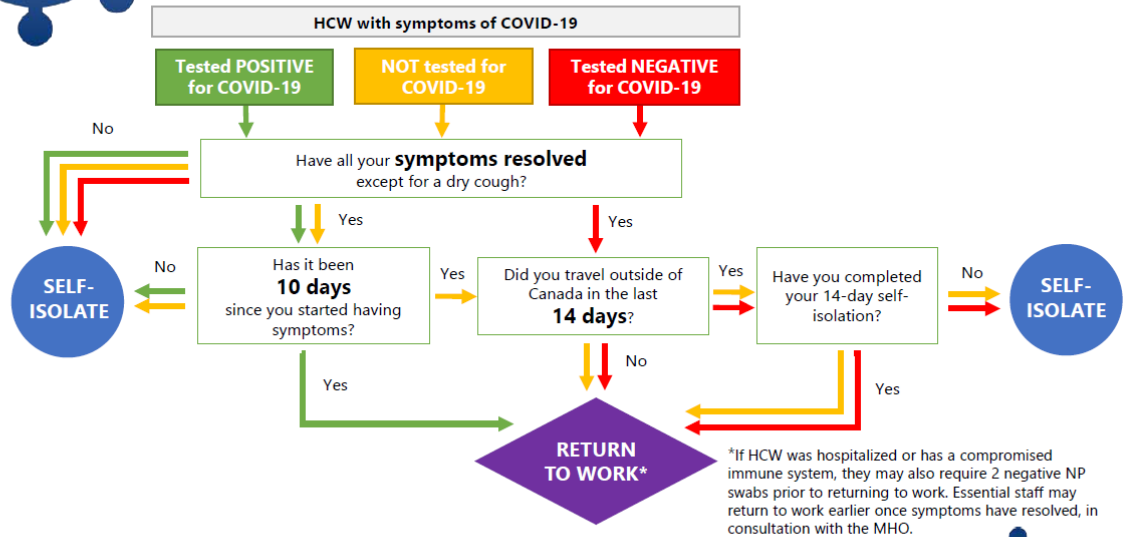 HCW with symptoms of COVID-19
Tested POSITIVE
for COVID-19
NOT tested for
COVID-19
Tested NEGATIVE
for COVID-19
No
Have all your symptoms resolved
except for a dry cough?
Yes
Yes
SELF-
ISOLATE
No
Has it been
10 days
since you started having
symptoms?
Yes
Did you travel outside of
Canada in the last
14 days?
Yes
Have you completed
your 14-day self-
isolation?
No
SELF-
ISOLATE
Yes
No
Yes
RETURN
TO WORK*
*If HCW was hospitalized or has a compromised
immune system, they may also require 2 negative NP
swabs prior to returning to work. Essential staff may
return to work earlier once symptoms have resolved, in
consultation with the MHO.